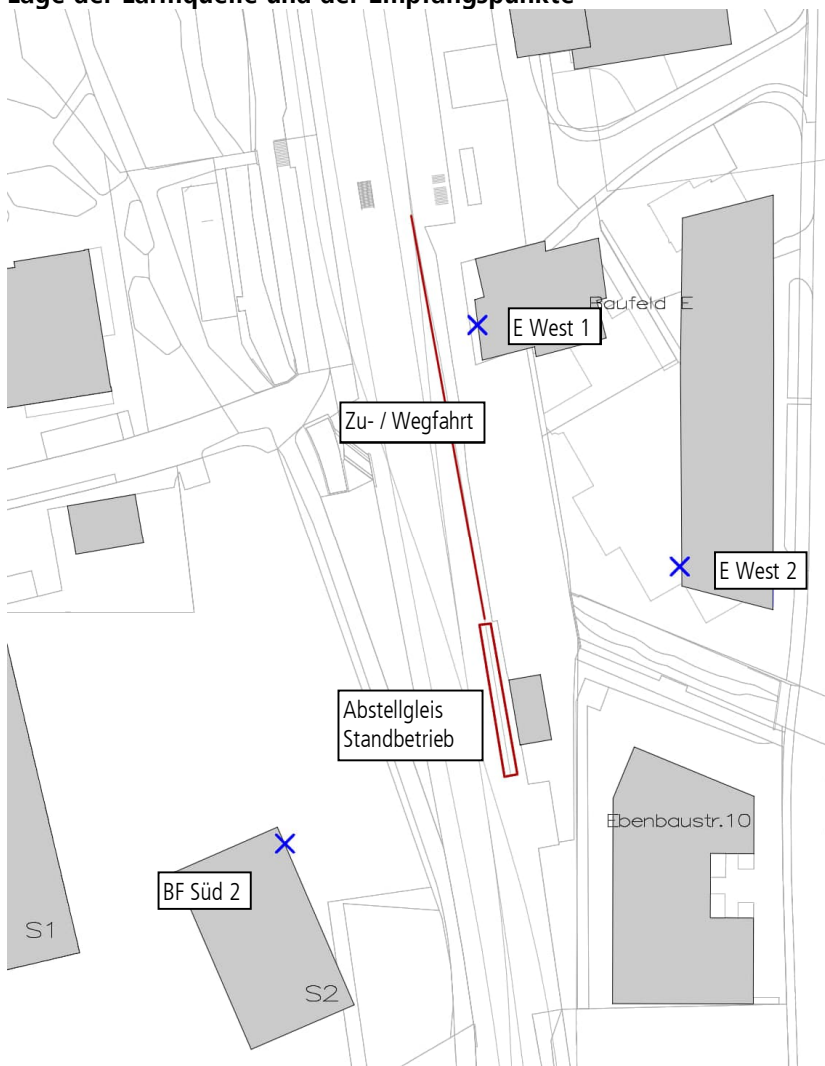 Lage der Lärmquelle und der Empfangspunkte
Baufeld E
E West 1
Zu- / Wegfahrt
E West 2
Abstellgleis
Standbetrieb
Ebenbaustr.10
BF Süd 2
S1
S2